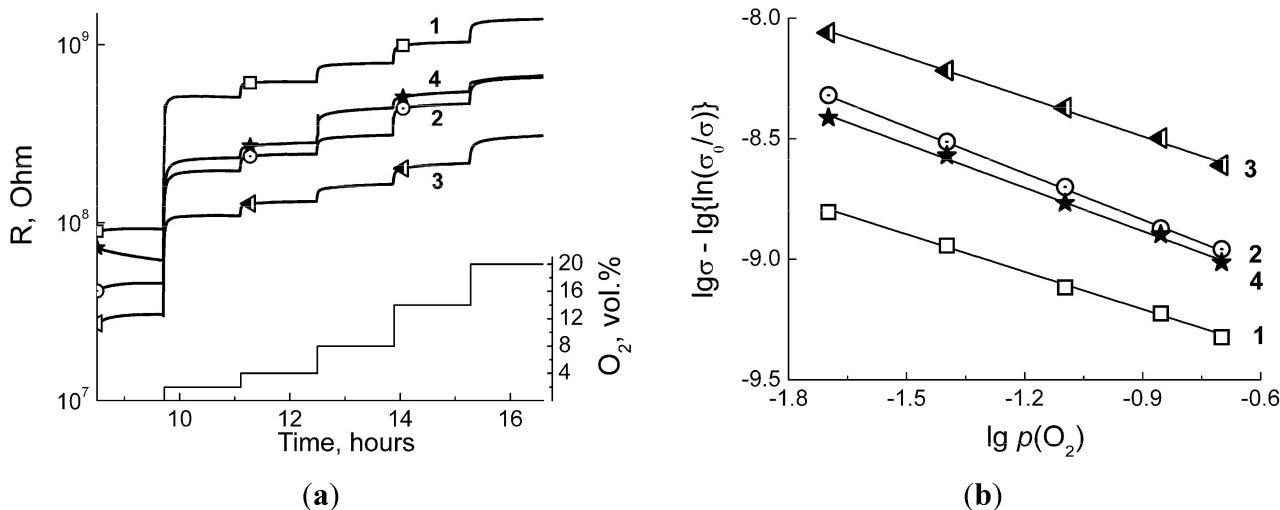 10⁹
10⁸
10⁷
R, Ohm
1
4
2
3
20
16
12
8
4
O₂, vol.%
10 12 14 16
Time, hours
(a)
-8.0
-8.5
-9.0
-9.5
lgσ - lg{ln(σ₀/σ)}
3
2
4
1
-1.8 -1.5 -1.2 -0.9 -0.6
lg p(O₂)
(b)